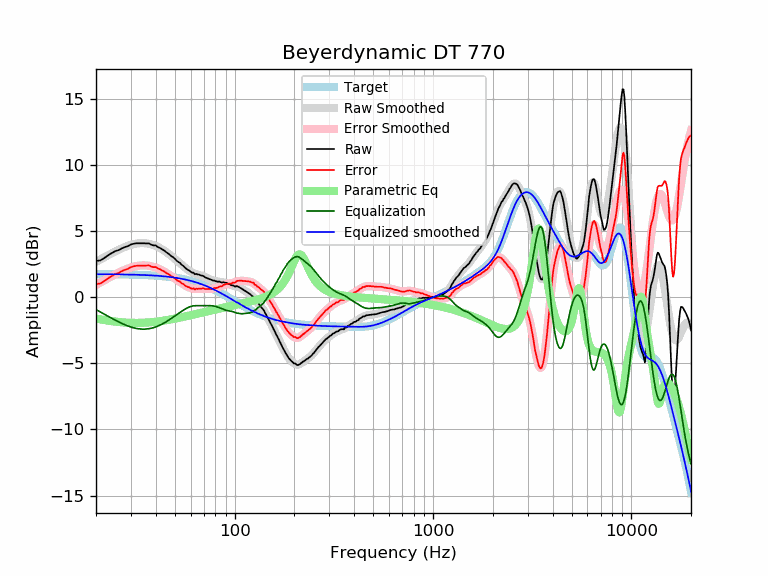 Beyerdynamic DT 770
Target
Raw Smoothed
Error Smoothed
Raw
Error
Parametric Eq
Equalization
Equalized smoothed
15
10
5
0
−5
−10
−15
Amplitude (dBr)
100
1000
10000
Frequency (Hz)